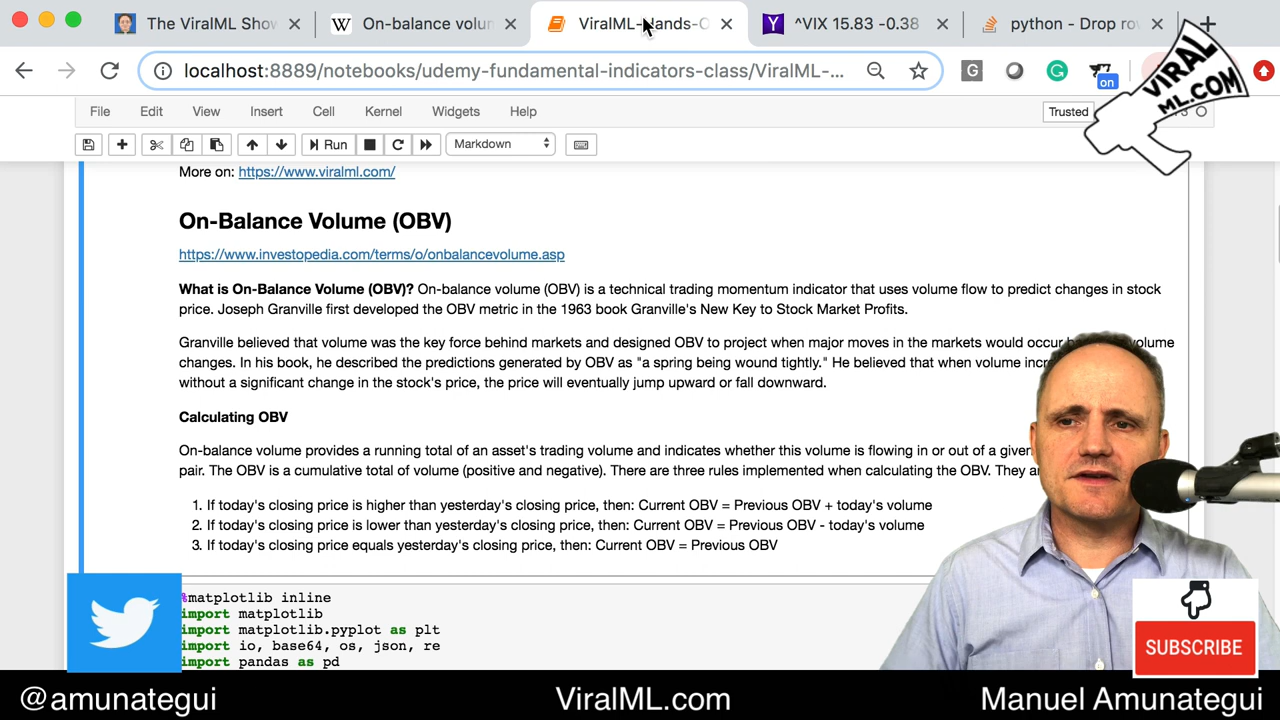 The ViralML Show
On-balance volum
ViralML-Hands-O
^VIX 15.83 -0.38
python - Drop ro
localhost:8889/notebooks/udemy-fundamental-indicators-class/ViralML-...
on
VIRAL
ML.COM
File Edit View Insert Cell Kernel Widgets Help
Trusted
Run
Markdown
More on: https://www.viralml.com/
On-Balance Volume (OBV)
https://www.investopedia.com/terms/o/onbalancevolume.asp
What is On-Balance Volume (OBV)? On-balance volume (OBV) is a technical trading momentum indicator that uses volume flow to predict changes in stock
price. Joseph Granville first developed the OBV metric in the 1963 book Granville's New Key to Stock Market Profits.
Granville believed that volume was the key force behind markets and designed OBV to project when major moves in the markets would occur volume
changes. In his book, he described the predictions generated by OBV as "a spring being wound tightly." He believed that when volume incr
without a significant change in the stock's price, the price will eventually jump upward or fall downward.
Calculating OBV
On-balance volume provides a running total of an asset's trading volume and indicates whether this volume is flowing in or out of a given
pair. The OBV is a cumulative total of volume (positive and negative). There are three rules implemented when calculating the OBV. They
1. If today's closing price is higher than yesterday's closing price, then: Current OBV = Previous OBV + today's volume
2. If today's closing price is lower than yesterday's closing price, then: Current OBV = Previous OBV - today's volume
3. If today's closing price equals yesterday's closing price, then: Current OBV = Previous OBV
%matplotlib inline
import matplotlib
import matplotlib.pyplot as plt
import io, base64, os, json, re
import pandas as pd
SUBSCRIBE
@amunategui
ViralML.com
Manuel Amunategui